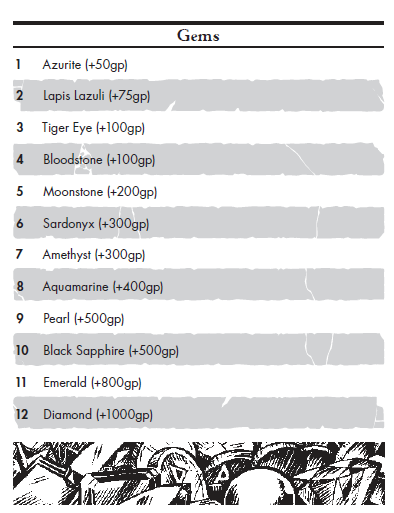 Gems
1 Azurite (+50gp)
2 Lapis Lazuli (+75gp)
3 Tiger Eye (+100gp)
4 Bloodstone (+100gp)
5 Moonstone (+200gp)
6 Sardonyx (+300gp)
7 Amethyst (+300gp)
8 Aquamarine (+400gp)
9 Pearl (+500gp)
10 Black Sapphire (+500gp)
11 Emerald (+800gp)
12 Diamond (+1000gp)